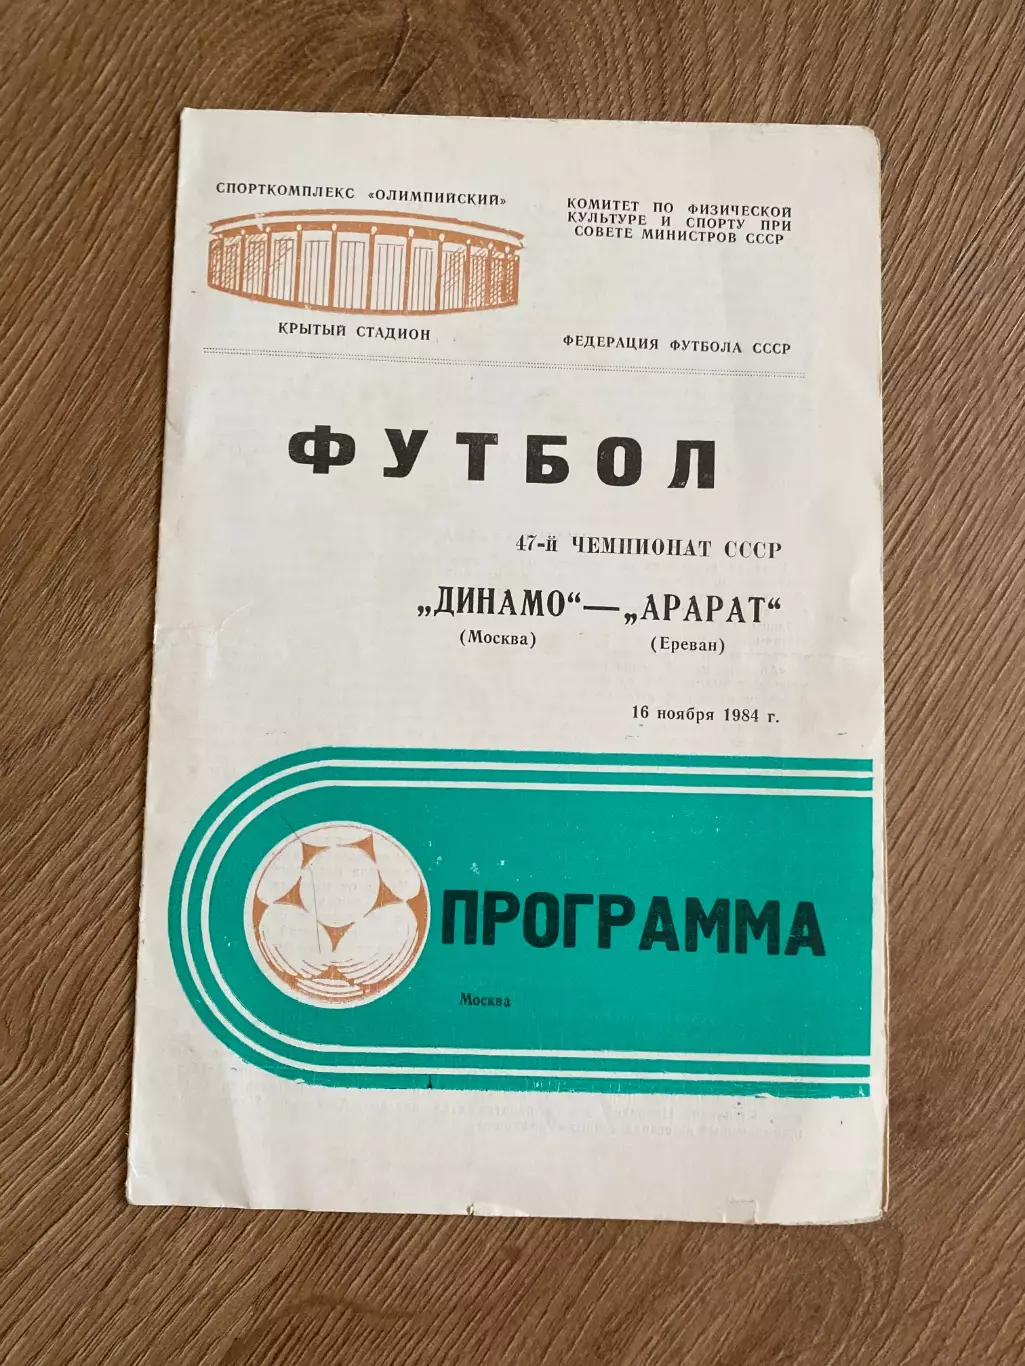 СПОРТКОМПЛЕКС «ОЛИМПИЙСКИЙ»
КРЫТЫЙ СТАДИОН
КОМИТЕТ ПО ФИЗИЧЕСКОЙ
КУЛЬТУРЕ И СПОРТУ ПРИ
СОВЕТЕ МИНИСТРОВ СССР
ФЕДЕРАЦИЯ ФУТБОЛА СССР
ФУТБОЛ
47-й ЧЕМПИОНАТ СССР
„ДИНАМО“—„АРАРАТ“
(Москва) (Ереван)
16 ноября 1984 г.
ПРОГРАММА
Москва